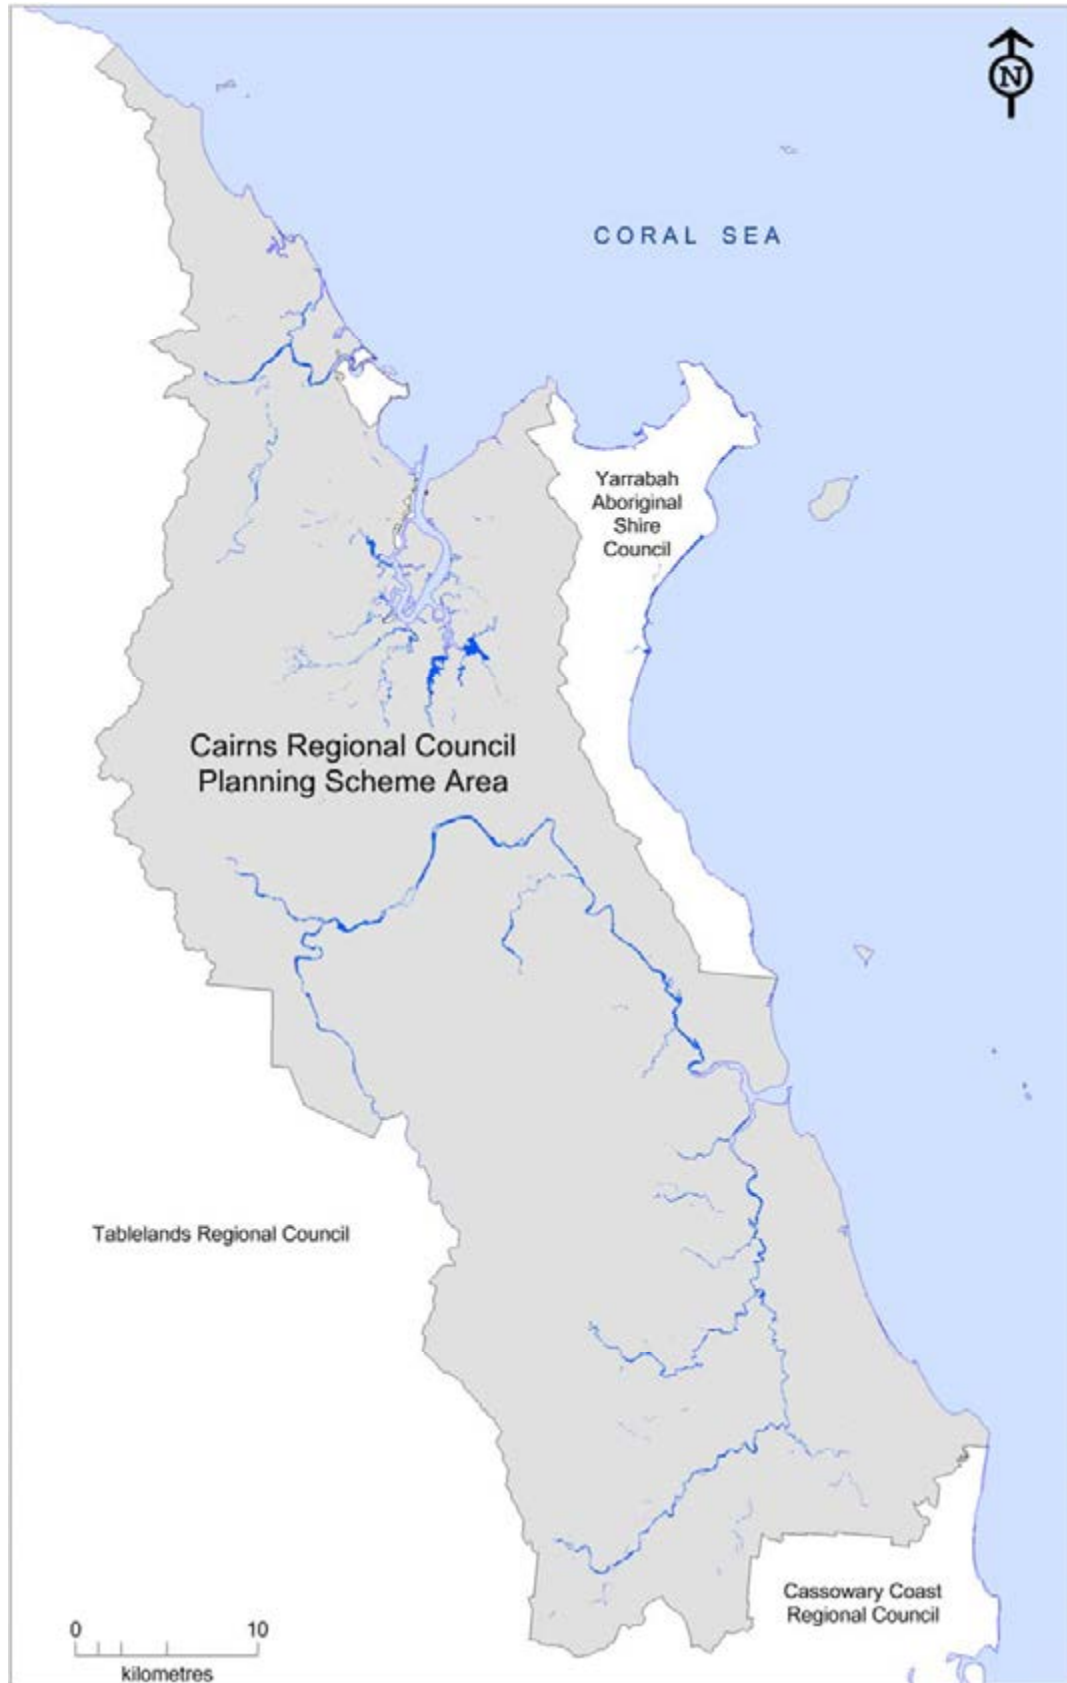 N
CORAL SEA
Yarrabah
Aboriginal
Shire
Council
Cairns Regional Council
Planning Scheme Area
Tablelands Regional Council
Cassowary Coast
Regional Council
0 10
kilometres